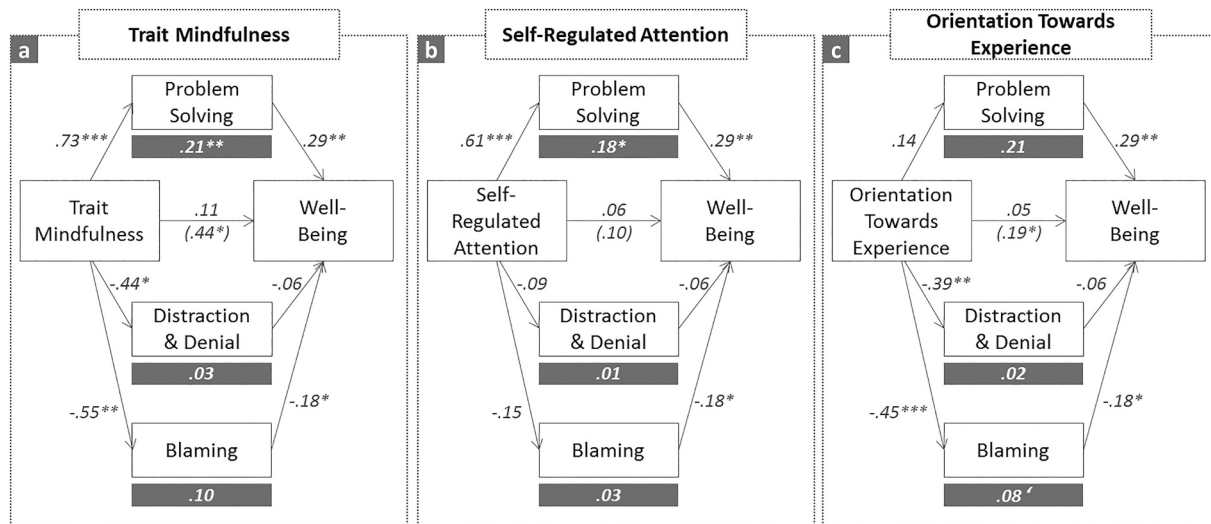 a
Trait Mindfulness
Problem
Solving
.21**
.73***
.29**
Trait
Mindfulness
.11
(.44*)
Well-
Being
-.44*
-.06
Distraction
& Denial
.03
-.55**
-.18*
Blaming
.10
b
Self-Regulated Attention
Problem
Solving
.18*
.61***
.29**
Self-
Regulated
Attention
.06
(.10)
Well-
Being
-.09
-.06
Distraction
& Denial
.01
-.15
-.18*
Blaming
.03
c
Orientation Towards
Experience
Problem
Solving
.21
.14
.29**
Orientation
Towards
Experience
.05
(.19*)
Well-
Being
-.39**
-.06
Distraction
& Denial
.02
-.45***
-.18*
Blaming
.08‘